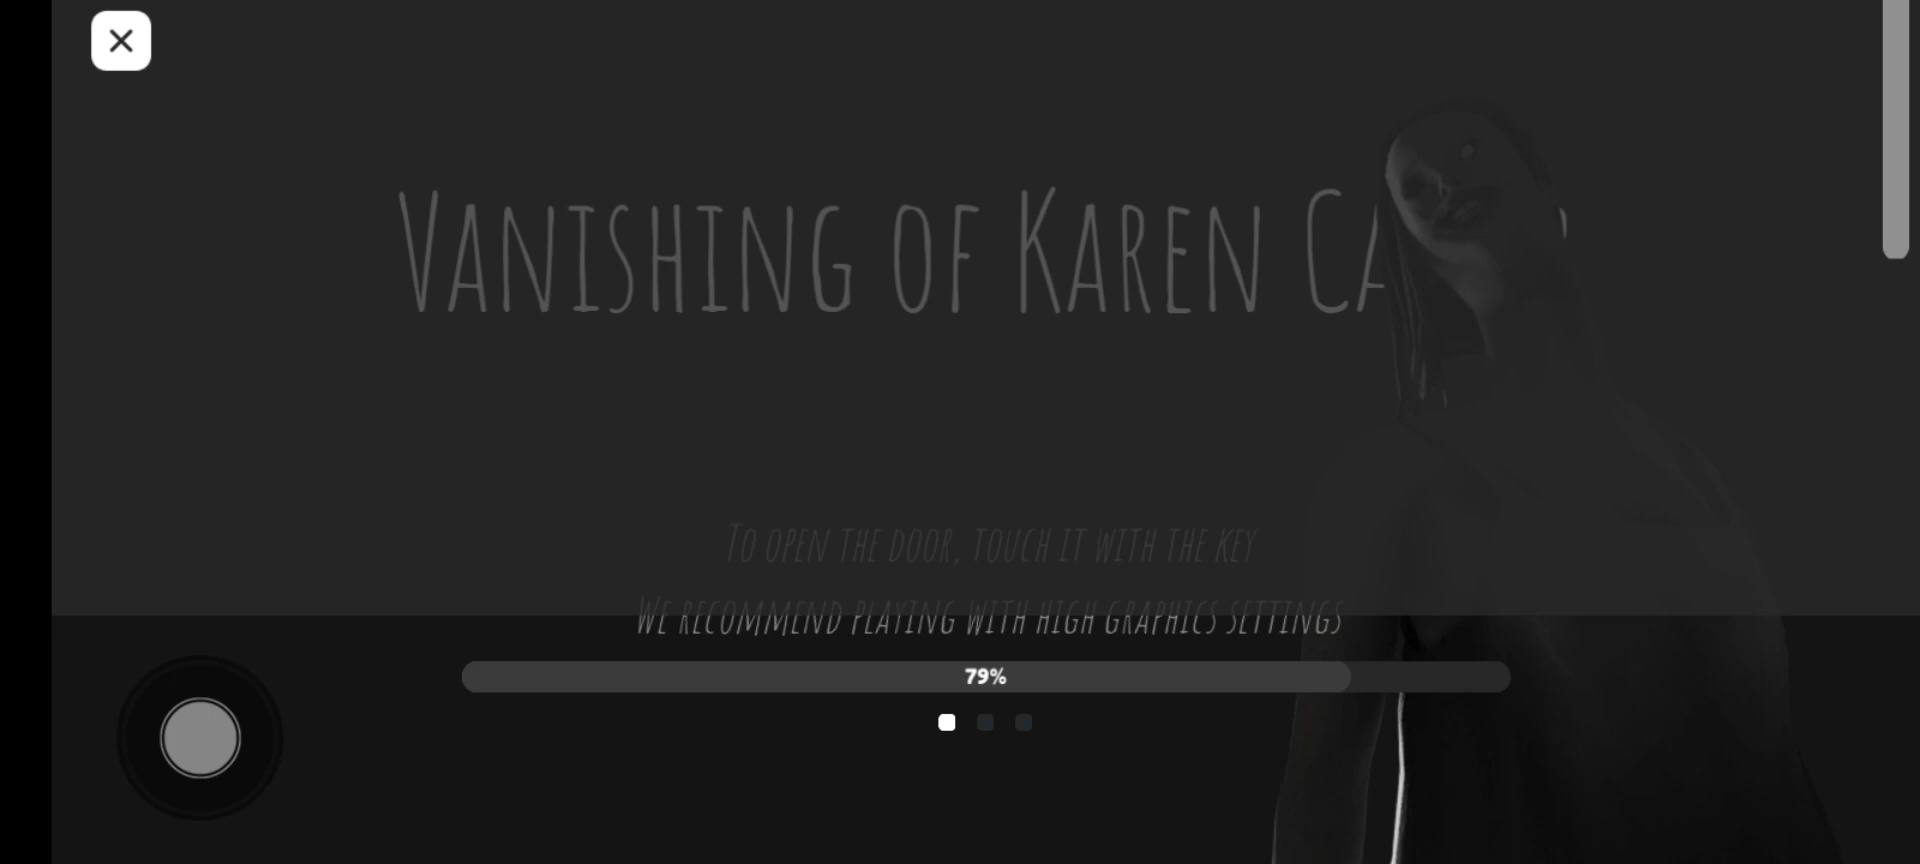 Vanishing of Karen Ca
To open the door, touch it with the key
We recommend playing with high graphics settings
79%